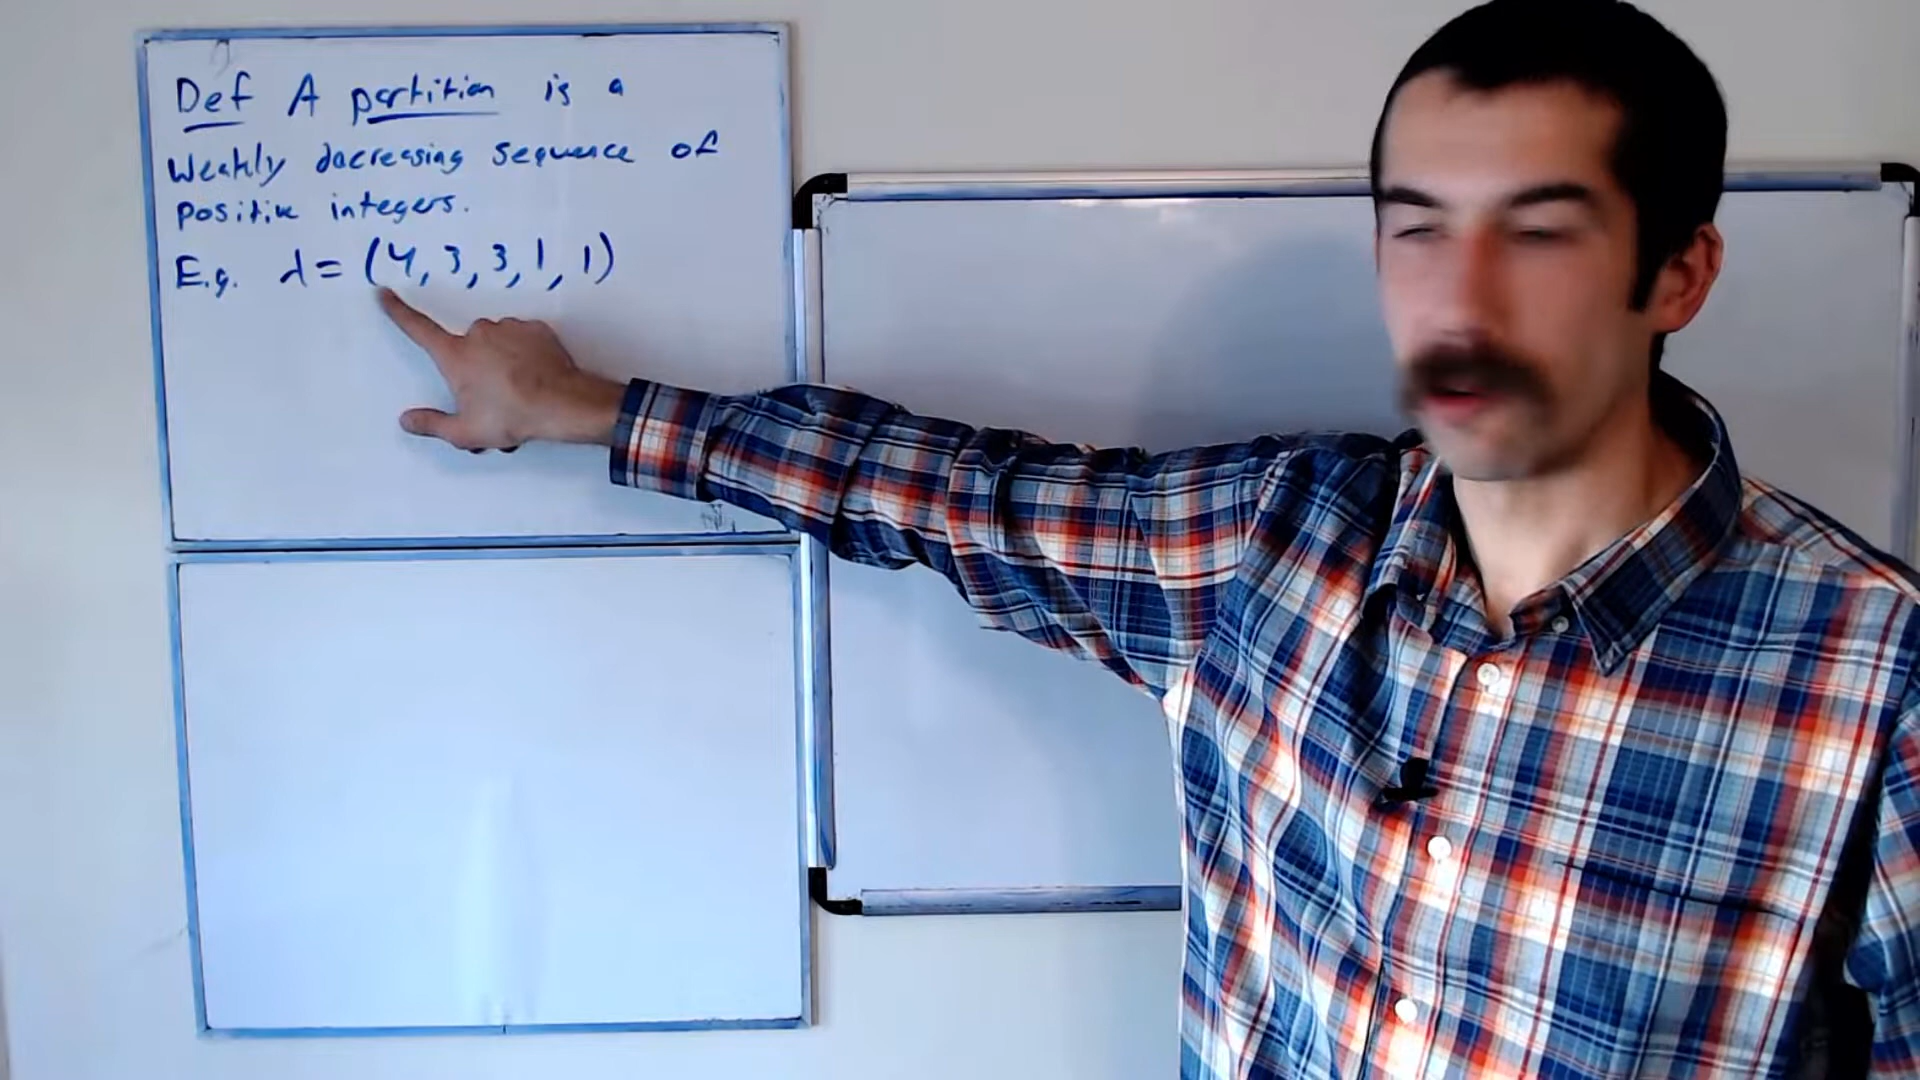 Def A partition is a
Weakly decreasing sequence of
positive integers.
E.g. λ = (4, 3, 3, 1, 1)